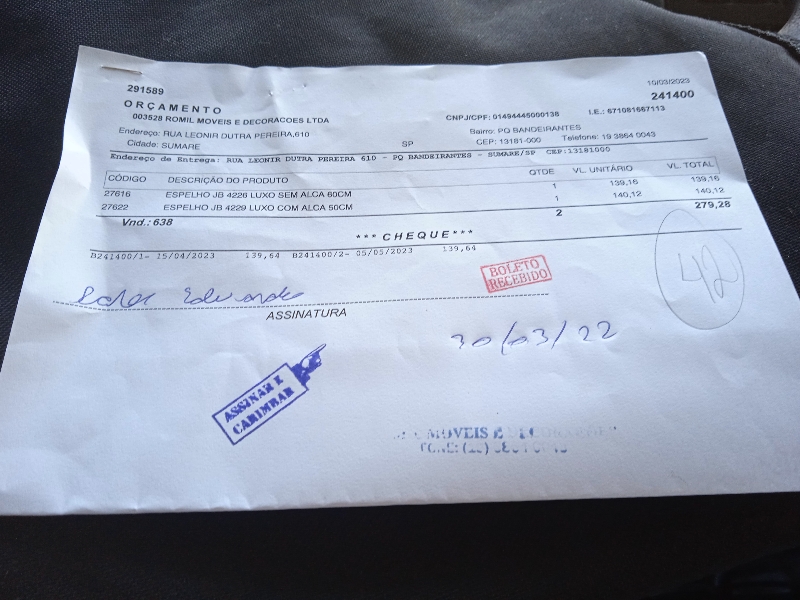 291589
10/03/2023
ORÇAMENTO
241400
003528 ROMIL MOVEIS E DECORACOES LTDA
CNPJ/CPF: 01494445000138
I.E.: 671081667113
Endereço: RUA LEONIR DUTRA PEREIRA,610
Bairro: PQ BANDEIRANTES
Cidade: SUMARE
SP
CEP: 13181-000
Telefone: 19 3864 0043
Endereço de Entrega: RUA LEONIR DUTRA PEREIRA 610 - PQ BANDEIRANTES - SUMARE/SP CEP:13181000
CÓDIGO DESCRIÇÃO DO PRODUTO QTDE VL. UNITÁRIO VL. TOTAL
27616 ESPELHO JB 4226 LUXO SEM ALCA 60CM 1 139,16 139,16
27622 ESPELHO JB 4229 LUXO COM ALCA 50CM 1 140,12 140,12
2 279,28
Vnd.: 638
*** CHEQUE***
B241400/1- 15/04/2023 139,64 B241400/2- 05/05/2023 139,64
BOLETO
RECEBIDO
42
Eduardo
ASSINATURA
30/03/22
ASSINAR E
CARIMBAR
MOVEIS E